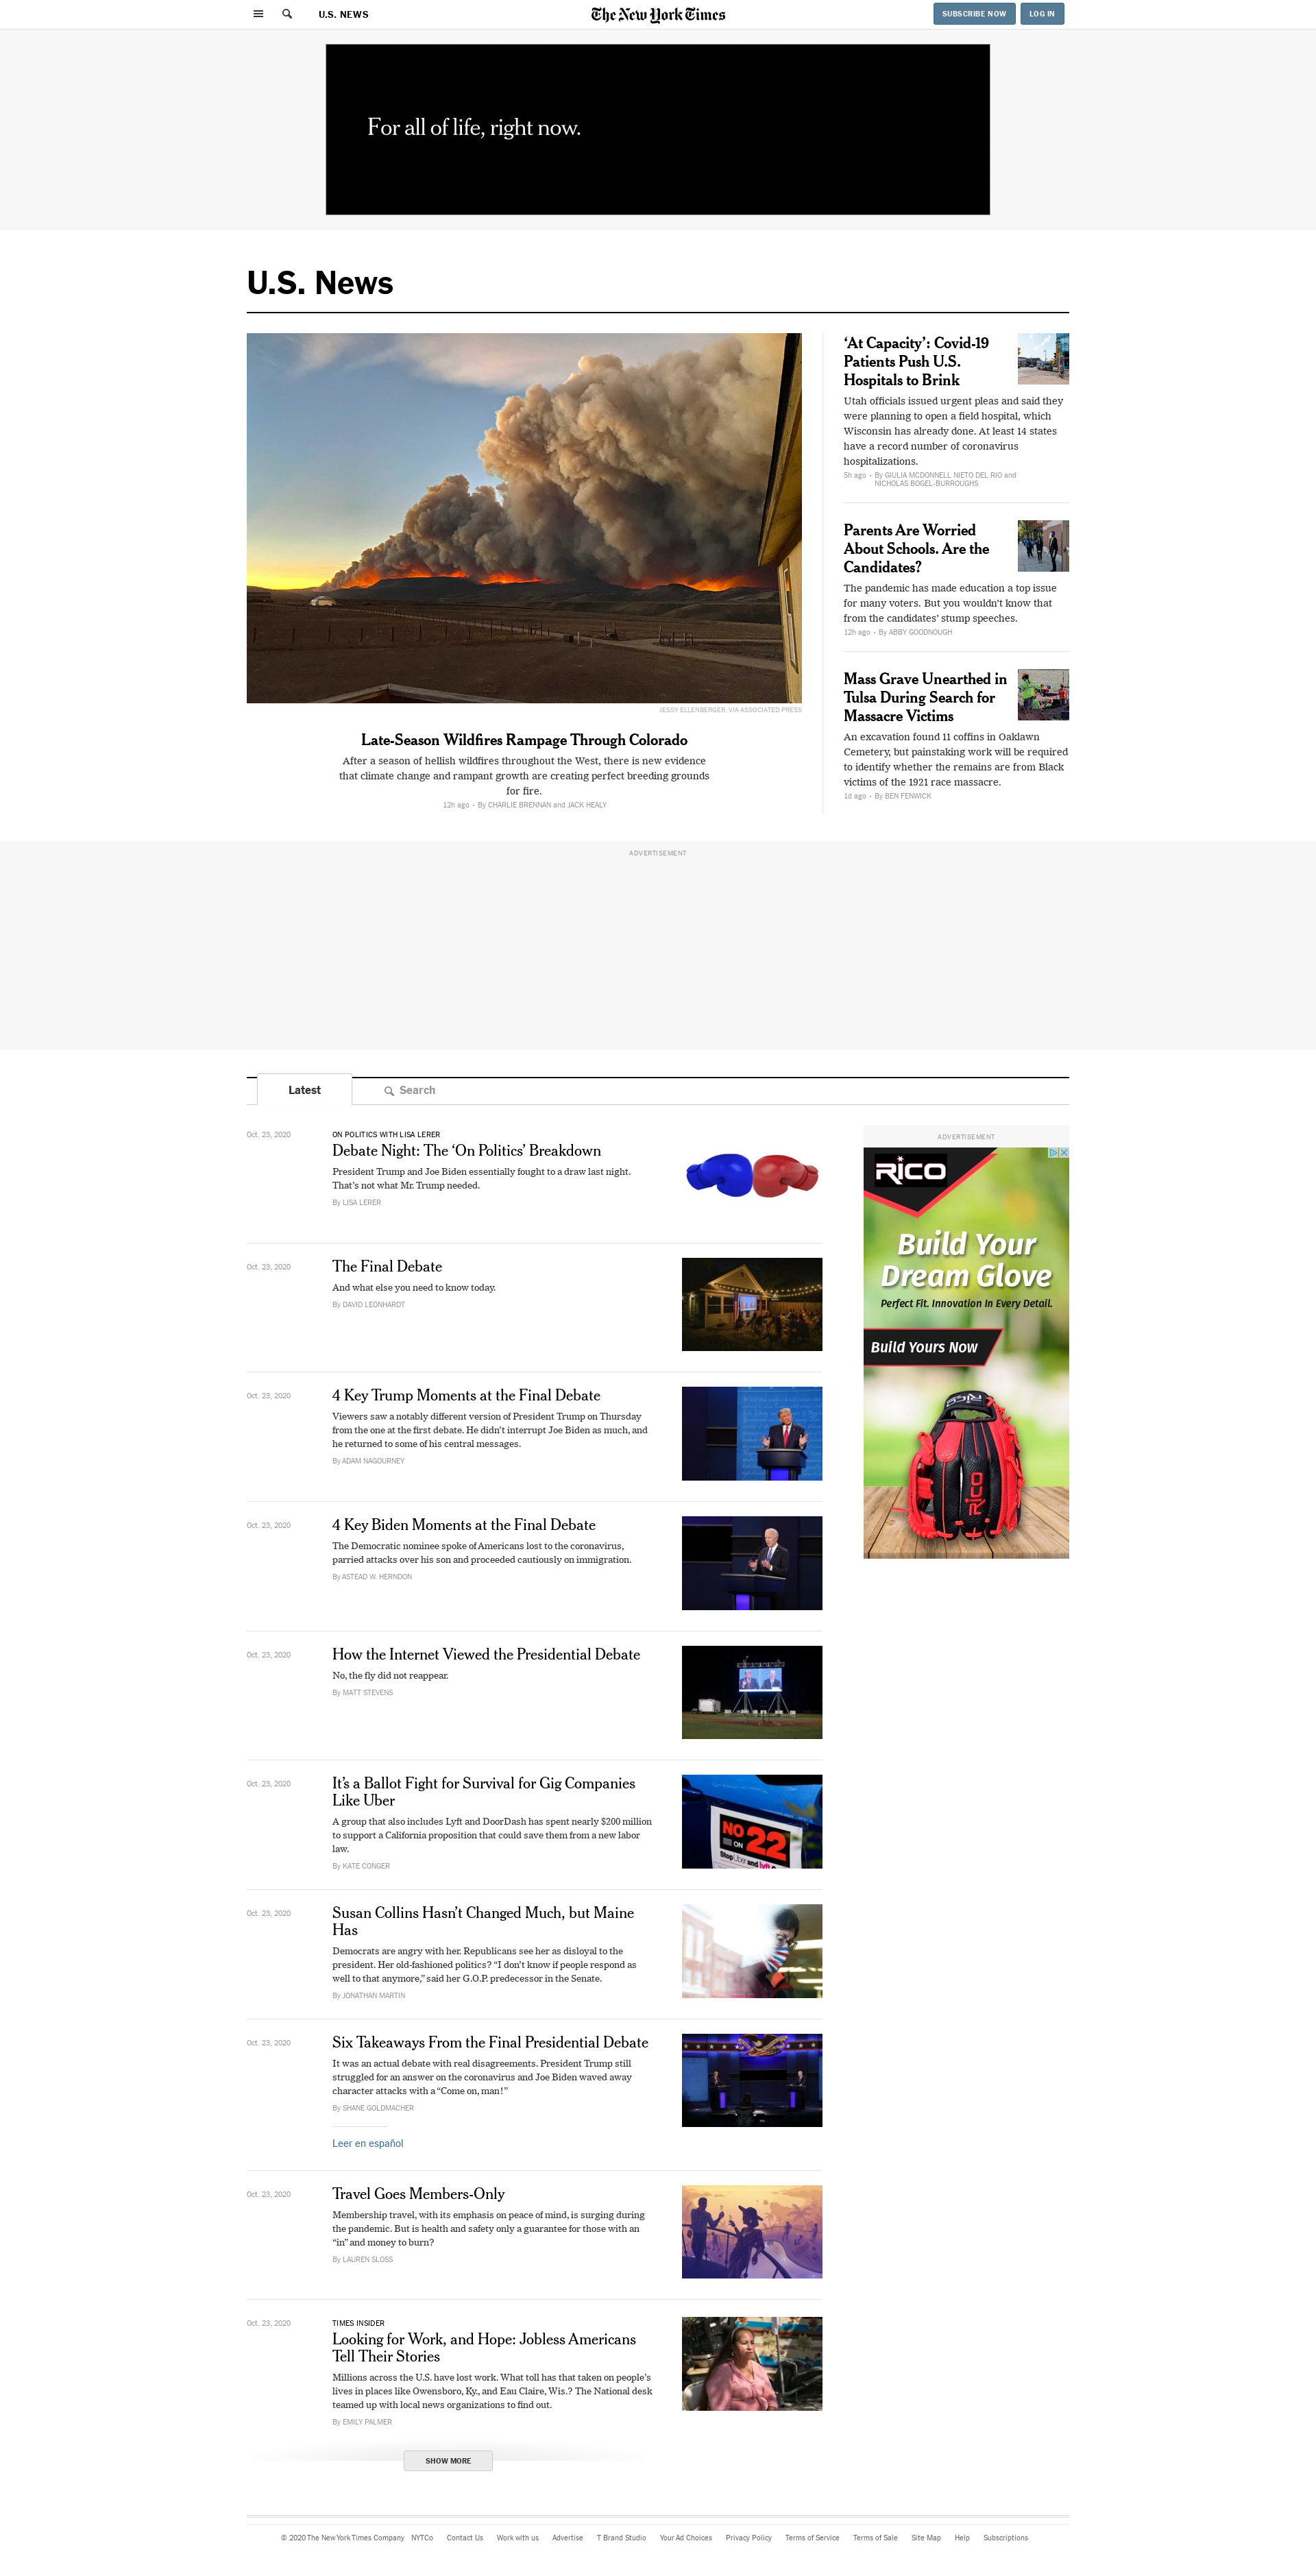 U.S. NEWS
The New York Times
SUBSCRIBE NOW
LOG IN
For all of life, right now.
U.S. News
JESSY ELLENBERGER, VIA ASSOCIATED PRESS
Late-Season Wildfires Rampage Through Colorado
After a season of hellish wildfires throughout the West, there is new evidence
that climate change and rampant growth are creating perfect breeding grounds
for fire.
12h ago · By CHARLIE BRENNAN and JACK HEALY
‘At Capacity’: Covid-19
Patients Push U.S.
Hospitals to Brink
Utah officials issued urgent pleas and said they
were planning to open a field hospital, which
Wisconsin has already done. At least 14 states
have a record number of coronavirus
hospitalizations.
5h ago · By GIULIA MCDONNELL NIETO DEL RIO and
NICHOLAS BOGEL-BURROUGHS
Parents Are Worried
About Schools. Are the
Candidates?
The pandemic has made education a top issue
for many voters. But you wouldn’t know that
from the candidates’ stump speeches.
12h ago · By ABBY GOODNOUGH
Mass Grave Unearthed in
Tulsa During Search for
Massacre Victims
An excavation found 11 coffins in Oaklawn
Cemetery, but painstaking work will be required
to identify whether the remains are from Black
victims of the 1921 race massacre.
1d ago · By BEN FENWICK
ADVERTISEMENT
Latest
Search
Oct. 23, 2020
ON POLITICS WITH LISA LERER
Debate Night: The ‘On Politics’ Breakdown
President Trump and Joe Biden essentially fought to a draw last night.
That’s not what Mr. Trump needed.
By LISA LERER
Oct. 23, 2020
The Final Debate
And what else you need to know today.
By DAVID LEONHARDT
Oct. 23, 2020
4 Key Trump Moments at the Final Debate
Viewers saw a notably different version of President Trump on Thursday
from the one at the first debate. He didn’t interrupt Joe Biden as much, and
he returned to some of his central messages.
By ADAM NAGOURNEY
Oct. 23, 2020
4 Key Biden Moments at the Final Debate
The Democratic nominee spoke of Americans lost to the coronavirus,
parried attacks over his son and proceeded cautiously on immigration.
By ASTEAD W. HERNDON
Oct. 23, 2020
How the Internet Viewed the Presidential Debate
No, the fly did not reappear.
By MATT STEVENS
Oct. 23, 2020
It’s a Ballot Fight for Survival for Gig Companies
Like Uber
A group that also includes Lyft and DoorDash has spent nearly $200 million
to support a California proposition that could save them from a new labor
law.
By KATE CONGER
NO
ON
22
Stop Uber and lyft
Oct. 23, 2020
Susan Collins Hasn’t Changed Much, but Maine
Has
Democrats are angry with her. Republicans see her as disloyal to the
president. Her old-fashioned politics? “I don’t know if people respond as
well to that anymore,” said her G.O.P. predecessor in the Senate.
By JONATHAN MARTIN
Oct. 23, 2020
Six Takeaways From the Final Presidential Debate
It was an actual debate with real disagreements. President Trump still
struggled for an answer on the coronavirus and Joe Biden waved away
character attacks with a “Come on, man!”
By SHANE GOLDMACHER
Leer en español
Oct. 23, 2020
Travel Goes Members-Only
Membership travel, with its emphasis on peace of mind, is surging during
the pandemic. But is health and safety only a guarantee for those with an
“in” and money to burn?
By LAUREN SLOSS
Oct. 23, 2020
TIMES INSIDER
Looking for Work, and Hope: Jobless Americans
Tell Their Stories
Millions across the U.S. have lost work. What toll has that taken on people’s
lives in places like Owensboro, Ky., and Eau Claire, Wis.? The National desk
teamed up with local news organizations to find out.
By EMILY PALMER
SHOW MORE
ADVERTISEMENT
RICO
Build Your
Dream Glove
Perfect Fit. Innovation In Every Detail.
Build Yours Now
RICO
RICO
© 2020 The New York Times Company NYTCo Contact Us Work with us Advertise T Brand Studio Your Ad Choices Privacy Policy Terms of Service Terms of Sale Site Map Help Subscriptions